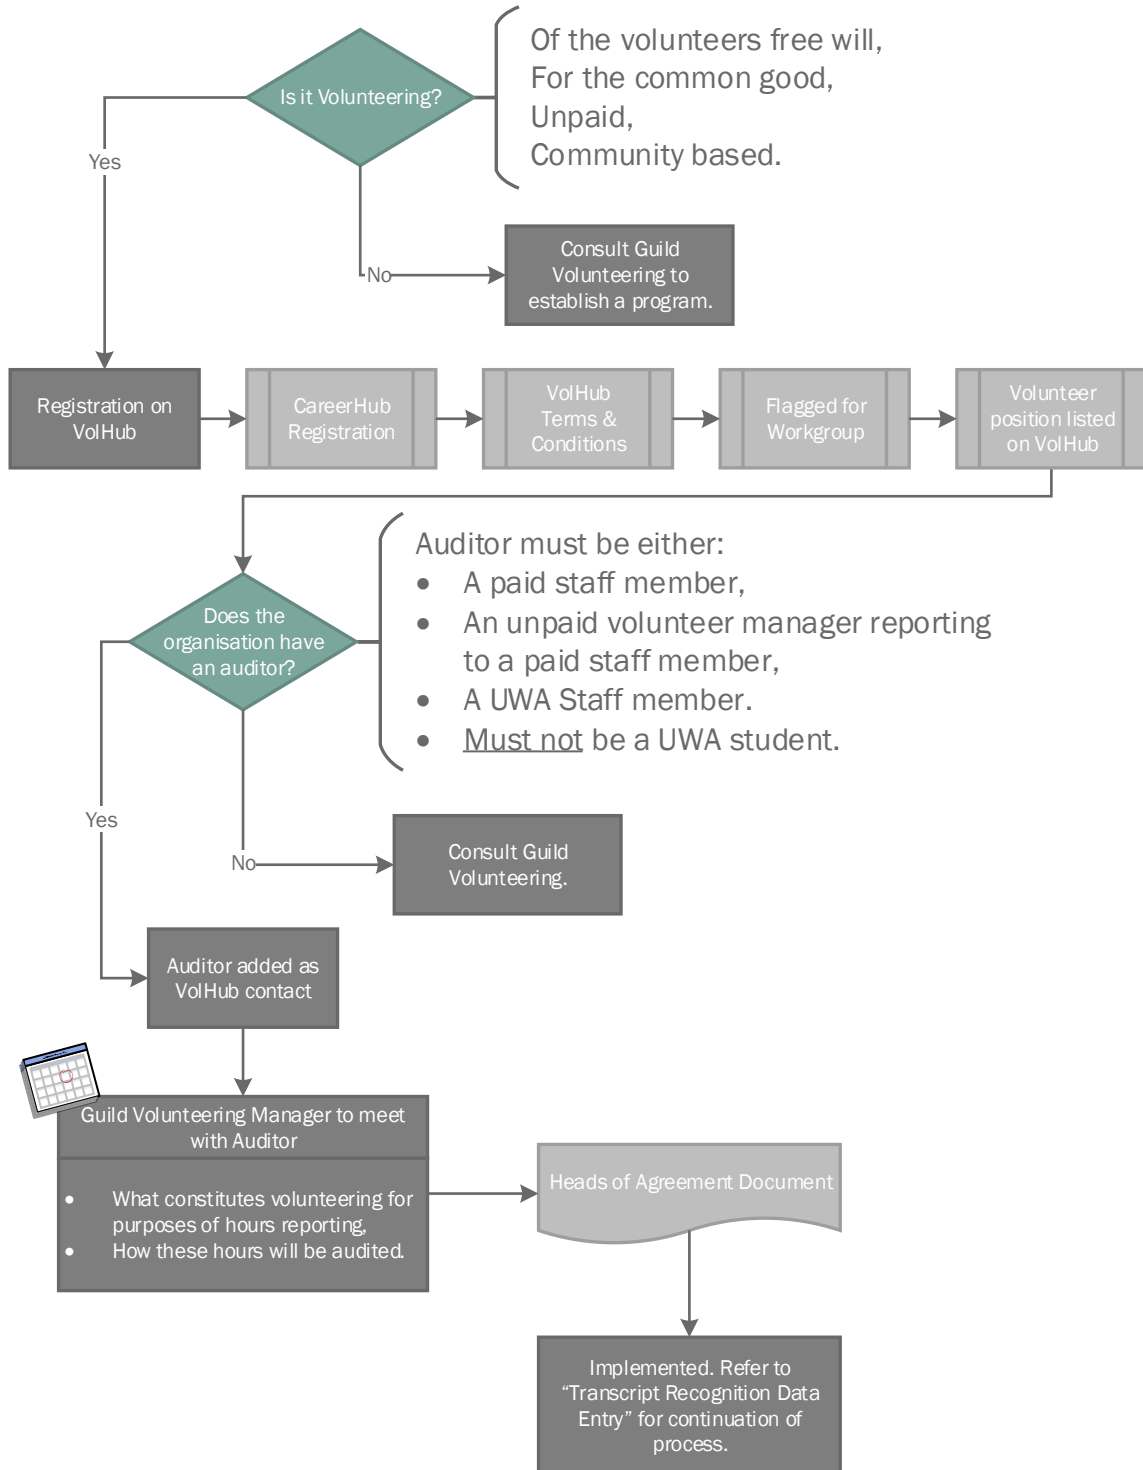 Of the volunteers free will,
For the common good,
Unpaid,
Community based.
Is it Volunteering?
Yes
No
Consult Guild
Volunteering to
establish a program.
Registration on
VolHub
CareerHub
Registration
VolHub
Terms &
Conditions
Flagged for
Workgroup
Volunteer
position listed
on VolHub
Auditor must be either:
• A paid staff member,
• An unpaid volunteer manager reporting
to a paid staff member,
• A UWA Staff member.
• Must not be a UWA student.
Does the
organisation have
an auditor?
Yes
No
Consult Guild
Volunteering.
Auditor added as
VolHub contact
Guild Volunteering Manager to meet
with Auditor
• What constitutes volunteering for
purposes of hours reporting,
• How these hours will be audited.
Heads of Agreement Document
Implemented. Refer to
“Transcript Recognition Data
Entry” for continuation of
process.